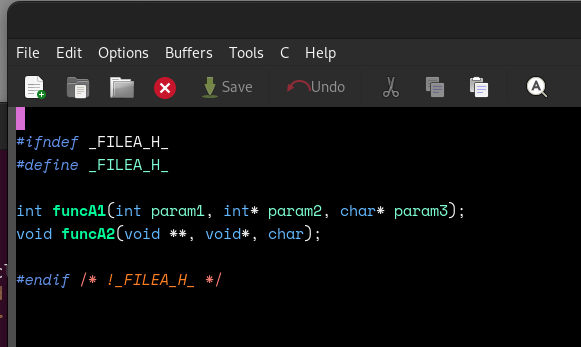 File Edit Options Buffers Tools C Help
Save Undo
#ifndef _FILEA_H_
#define _FILEA_H_
int funcA1(int param1, int* param2, char* param3);
void funcA2(void **, void*, char);
#endif /* !_FILEA_H_ */